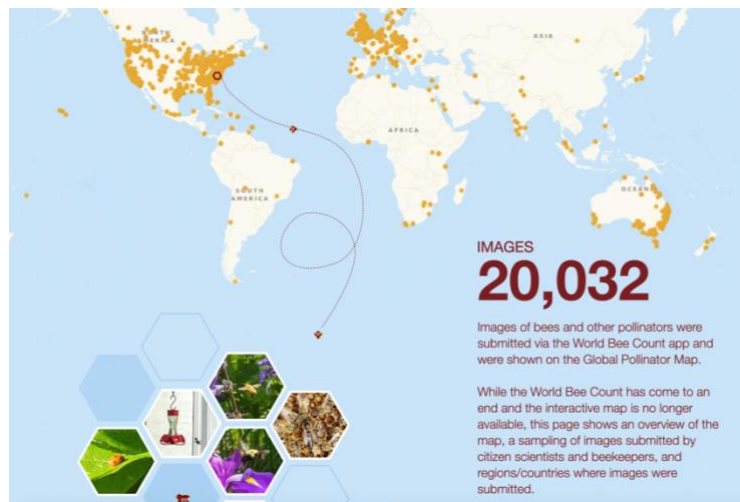 NORTH
AMERICA
ASIA
AFRICA
SOUTH
AMERICA
OCEANIA
IMAGES
20,032
Images of bees and other pollinators were
submitted via the World Bee Count app and
were shown on the Global Pollinator Map.
While the World Bee Count has come to an
end and the interactive map is no longer
available, this page shows an overview of the
map, a sampling of images submitted by
citizen scientists and beekeepers, and
regions/countries where images were
submitted.